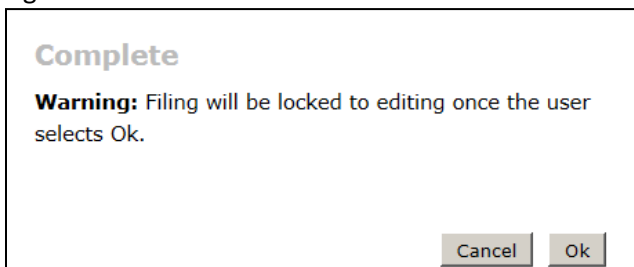 Complete
Warning: Filing will be locked to editing once the user
selects Ok.
Cancel Ok